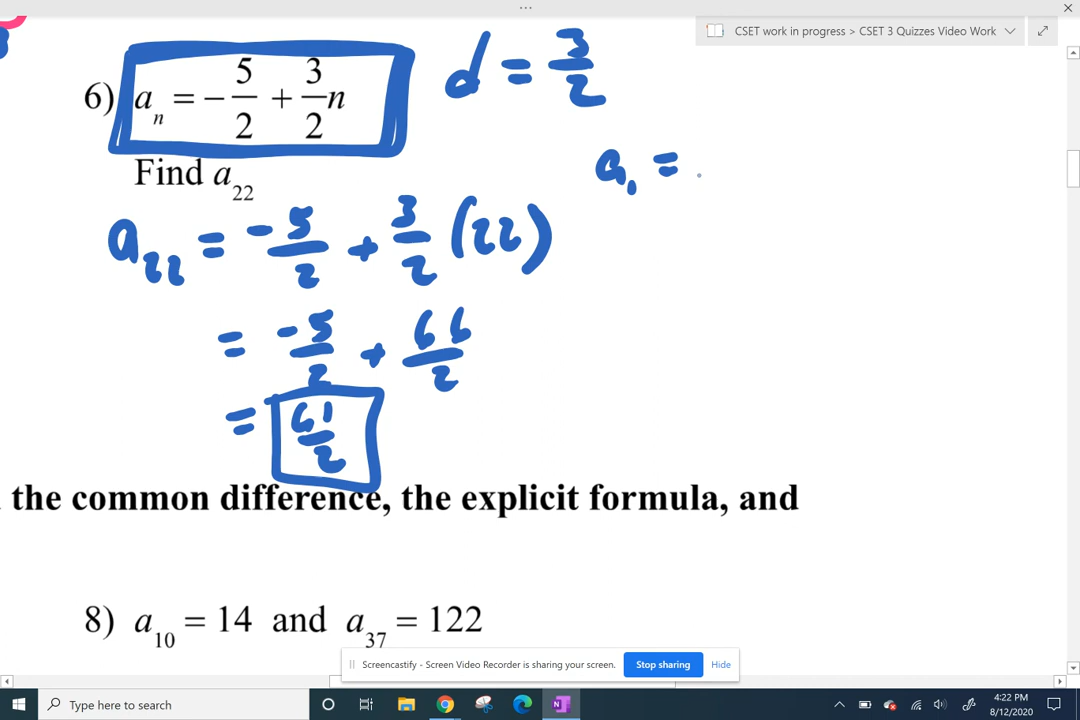 CSET work in progress > CSET 3 Quizzes Video Work
6) a_n = -5/2 + 3/2 n
d = 3/2
a_1 =
Find a_22
a_22 = -5/2 + 3/2 (22)
= -5/2 + 66/2
= 61/2
the common difference, the explicit formula, and
8) a_10 = 14 and a_37 = 122
Screencastify - Screen Video Recorder is sharing your screen. Stop sharing Hide
Type here to search
4:22 PM
8/12/2020